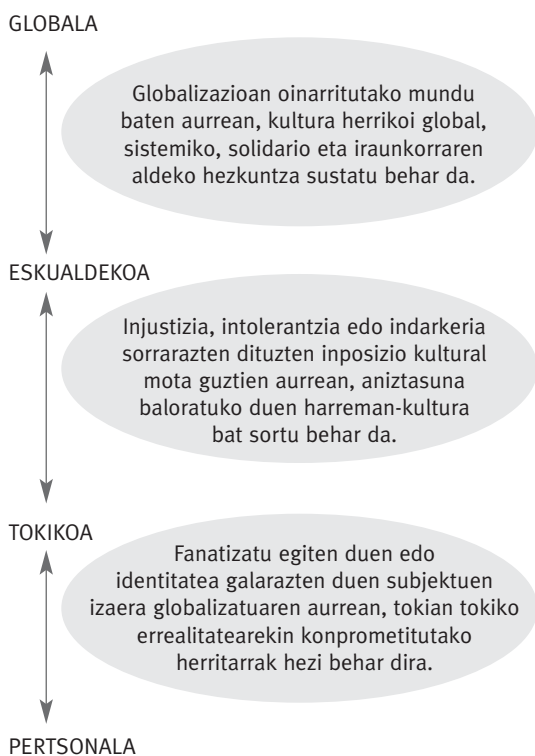 GLOBALA
Globalizazioan oinarritutako mundu
baten aurrean, kultura herrikoi global,
sistemiko, solidario eta iraunkorraren
aldeko hezkuntza sustatu behar da.
ESKUALDEKOA
Injustizia, intolerantzia edo indarkeria
sorrarazten dituzten inposizio kultural
mota guztien aurrean, aniztasuna
baloratuko duen harreman-kultura
bat sortu behar da.
TOKIKOA
Fanatizatu egiten duen edo
identitatea galarazten duen subjektuen
izaera globalizatuaren aurrean, tokian tokiko
errealitatearekin konprometitutako
herritarrak hezi behar dira.
PERTSONALA